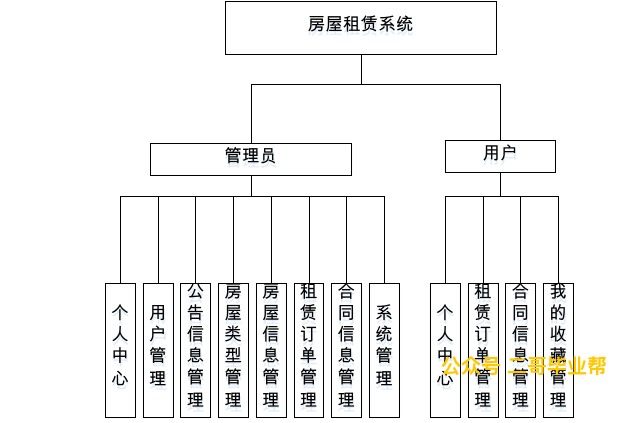 房屋租赁系统
管理员
用户
个人中心
用户管理
公告信息管理
房屋类型管理
房屋信息管理
租赁订单管理
合同信息管理
系统管理
个人中心
租赁订单管理
合同信息管理
我的收藏管理
公众号 二哥毕业帮